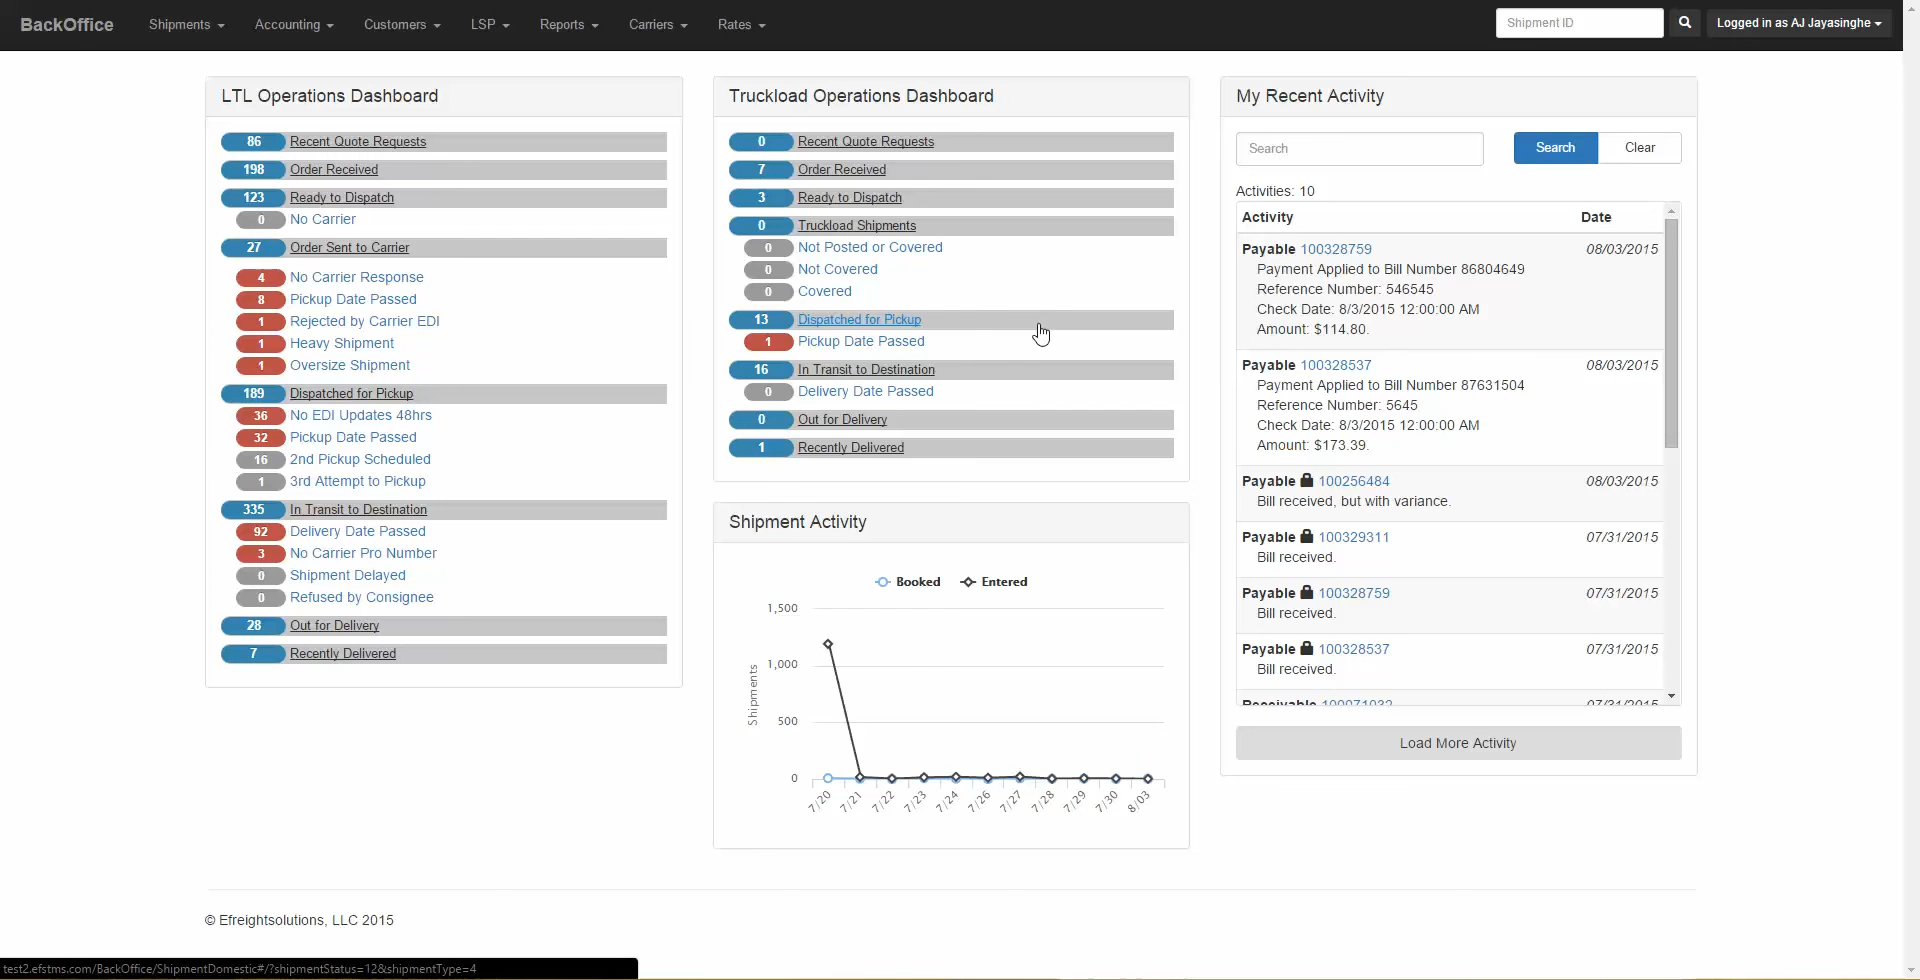 BackOffice Shipments Accounting Customers LSP Reports Carriers Rates Shipment ID Logged in as AJ Jayasinghe
LTL Operations Dashboard
86 Recent Quote Requests
198 Order Received
123 Ready to Dispatch
0 No Carrier
27 Order Sent to Carrier
4 No Carrier Response
8 Pickup Date Passed
1 Rejected by Carrier EDI
1 Heavy Shipment
1 Oversize Shipment
189 Dispatched for Pickup
36 No EDI Updates 48hrs
32 Pickup Date Passed
16 2nd Pickup Scheduled
1 3rd Attempt to Pickup
335 In Transit to Destination
92 Delivery Date Passed
3 No Carrier Pro Number
0 Shipment Delayed
0 Refused by Consignee
28 Out for Delivery
7 Recently Delivered
Truckload Operations Dashboard
0 Recent Quote Requests
7 Order Received
3 Ready to Dispatch
0 Truckload Shipments
0 Not Posted or Covered
0 Not Covered
0 Covered
13 Dispatched for Pickup
1 Pickup Date Passed
16 In Transit to Destination
0 Delivery Date Passed
0 Out for Delivery
1 Recently Delivered
Shipment Activity
Booked Entered
Shipments
1,500
1,000
500
0
7/20 7/21 7/22 7/23 7/24 7/26 7/27 7/28 7/29 7/30 8/03
My Recent Activity
Search Search Clear
Activities: 10
Activity Date
Payable 100328759 08/03/2015
Payment Applied to Bill Number 86804649
Reference Number: 546545
Check Date: 8/3/2015 12:00:00 AM
Amount: $114.80.
Payable 100328537 08/03/2015
Payment Applied to Bill Number 87631504
Reference Number: 5645
Check Date: 8/3/2015 12:00:00 AM
Amount: $173.39.
Payable 100256484 08/03/2015
Bill received, but with variance.
Payable 100329311 07/31/2015
Bill received.
Payable 100328759 07/31/2015
Bill received.
Payable 100328537 07/31/2015
Bill received.
Receivable 100071032 07/31/2015
Load More Activity
© Efreightsolutions, LLC 2015
test2.efstms.com/BackOffice/ShipmentDomestic#/?shipmentStatus=12&shipmentType=4